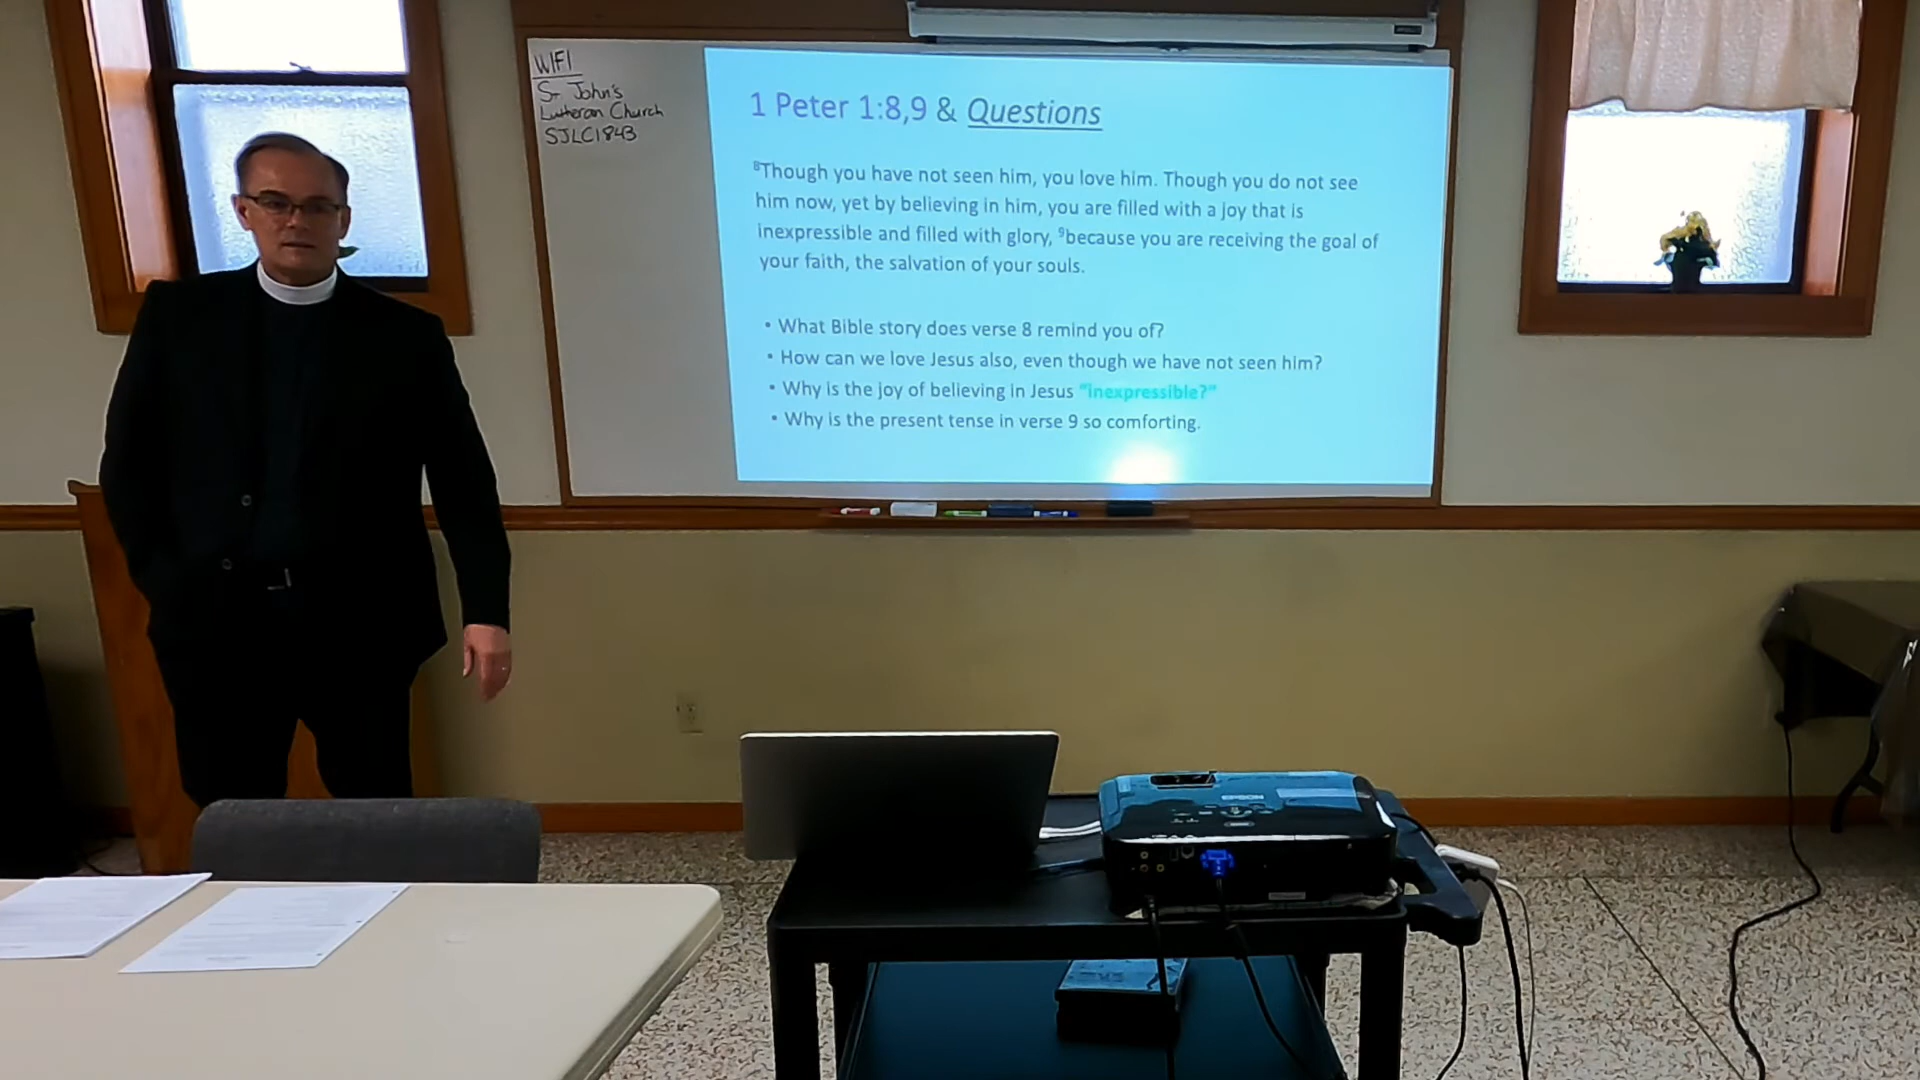 WIFI
St. John's
Lutheran Church
SJLC1843
1 Peter 1:8,9 & Questions
⁸Though you have not seen him, you love him. Though you do not see
him now, yet by believing in him, you are filled with a joy that is
inexpressible and filled with glory, ⁹because you are receiving the goal of
your faith, the salvation of your souls.
• What Bible story does verse 8 remind you of?
• How can we love Jesus also, even though we have not seen him?
• Why is the joy of believing in Jesus "inexpressible?"
• Why is the present tense in verse 9 so comforting.
EPSON